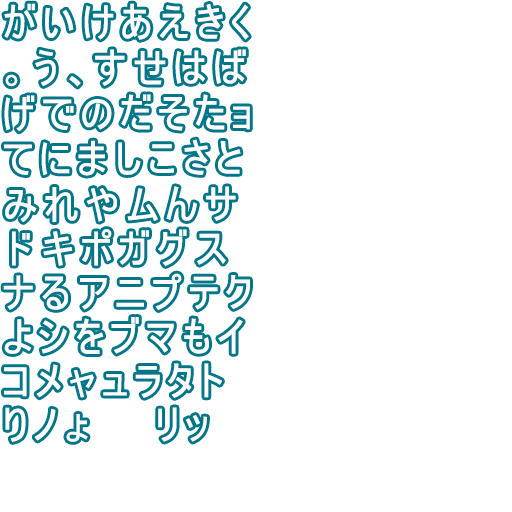 がいけあえきく
。う、すせはば
げでのだそたョ
てにましこさと
みれやムんサ
ドキポガグス
ナるアニプテク
よシをブマもイ
コメャュラタト
りノょ リッ